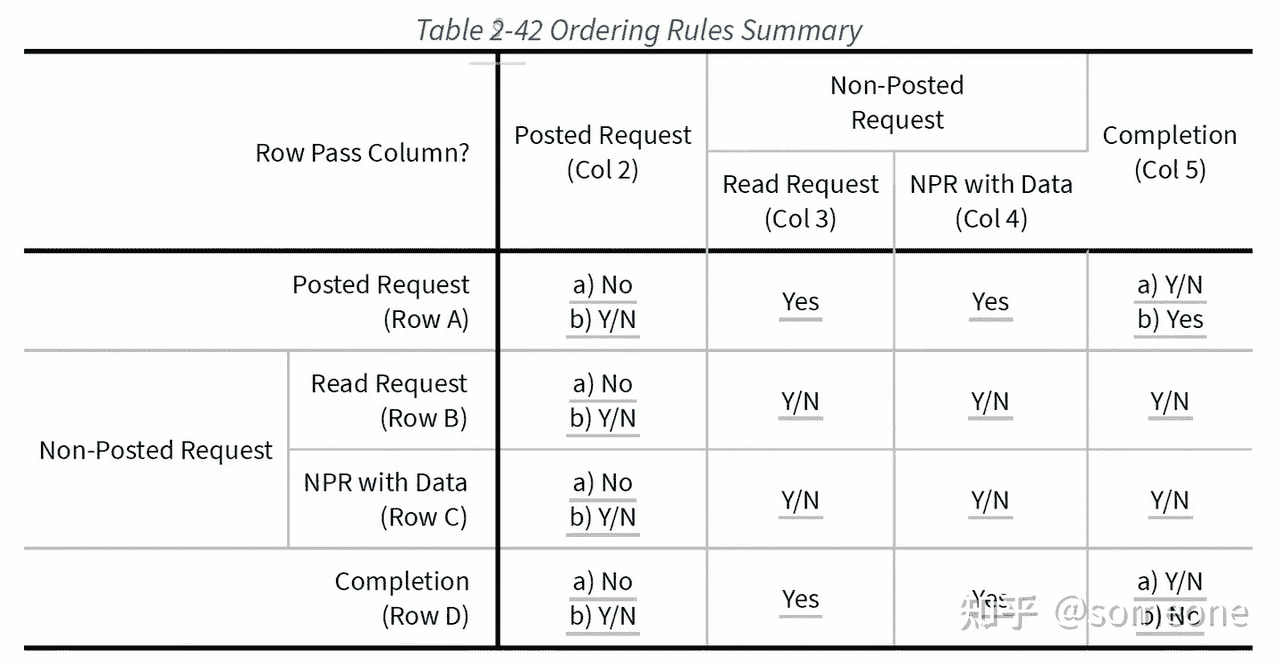 Table 2-42 Ordering Rules Summary
Row Pass Column?
Posted Request
(Col 2)
Non-Posted
Request
Read Request
(Col 3)
NPR with Data
(Col 4)
Completion
(Col 5)
Posted Request
(Row A)
a) No
b) Y/N
Yes
Yes
a) Y/N
b) Yes
Non-Posted Request
Read Request
(Row B)
a) No
b) Y/N
Y/N
Y/N
Y/N
NPR with Data
(Row C)
a) No
b) Y/N
Y/N
Y/N
Y/N
Completion
(Row D)
a) No
b) Y/N
Yes
Yes
a) Y/N
b) No
知乎 @someone